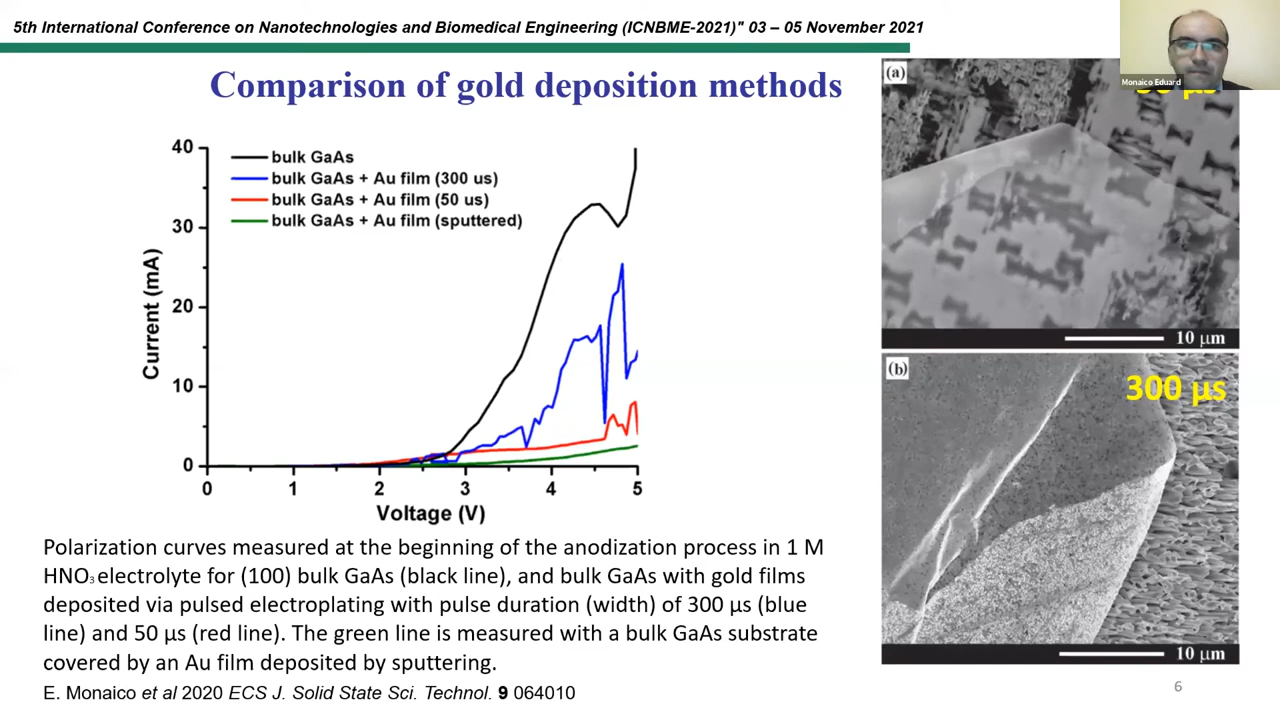 5th International Conference on Nanotechnologies and Biomedical Engineering (ICNBME-2021)" 03 – 05 November 2021
Monaico Eduard
Comparison of gold deposition methods
40
30
20
10
0
Current (mA)
bulk GaAs
bulk GaAs + Au film (300 us)
bulk GaAs + Au film (50 us)
bulk GaAs + Au film (sputtered)
0 1 2 3 4 5
Voltage (V)
(a)
10 µm
(b)
300 µs
10 µm
Polarization curves measured at the beginning of the anodization process in 1 M
HNO₃ electrolyte for (100) bulk GaAs (black line), and bulk GaAs with gold films
deposited via pulsed electroplating with pulse duration (width) of 300 µs (blue
line) and 50 µs (red line). The green line is measured with a bulk GaAs substrate
covered by an Au film deposited by sputtering.
E. Monaico et al 2020 ECS J. Solid State Sci. Technol. 9 064010
6